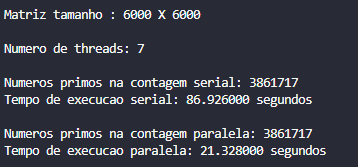 Matriz tamanho : 6000 X 6000
Numero de threads: 7
Numeros primos na contagem serial: 3861717
Tempo de execucao serial: 86.926000 segundos
Numeros primos na contagem paralela: 3861717
Tempo de execucao paralela: 21.328000 segundos